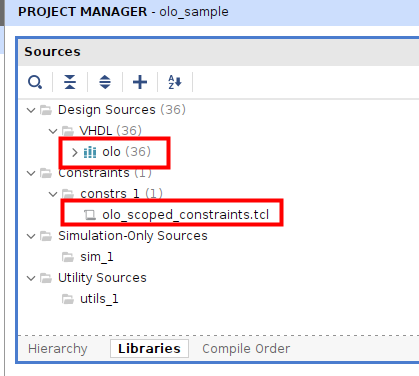 PROJECT MANAGER - olo_sample
Sources
Design Sources (36)
VHDL (36)
olo (36)
Constraints (1)
constrs_1 (1)
olo_scoped_constraints.tcl
Simulation-Only Sources
sim_1
Utility Sources
utils_1
Hierarchy Libraries Compile Order